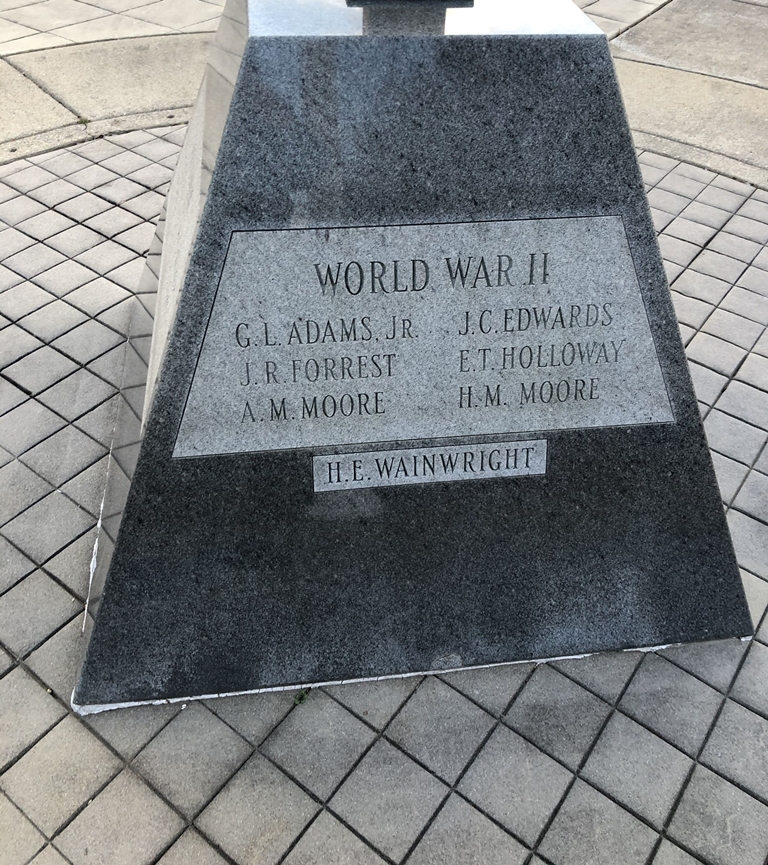 WORLD WAR II
G. L. ADAMS, JR. J. C. EDWARDS
J. R. FORREST E. T. HOLLOWAY
A. M. MOORE H. M. MOORE
H. E. WAINWRIGHT